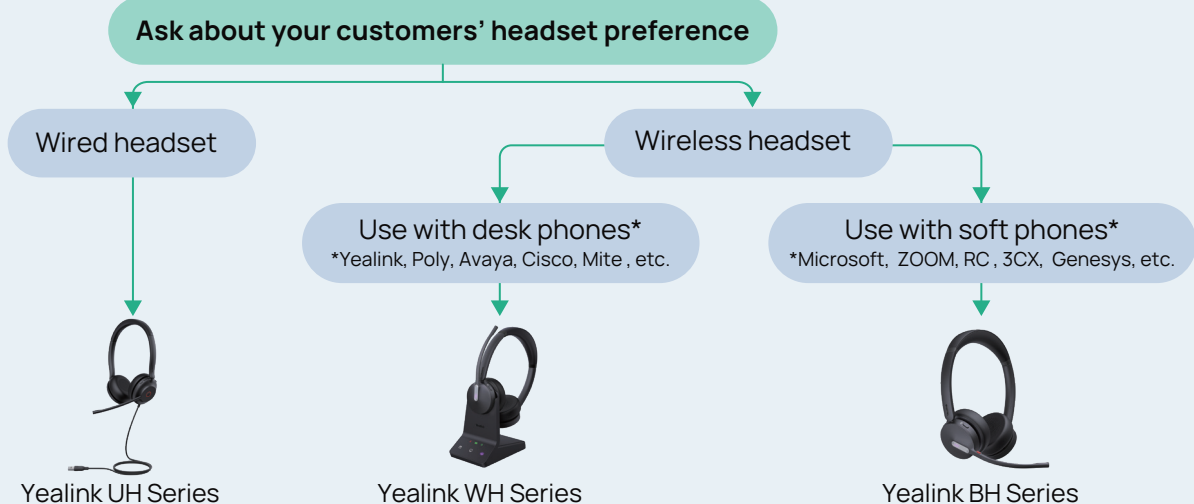 Ask about your customers’ headset preference
Wired headset
Wireless headset
Use with desk phones*
*Yealink, Poly, Avaya, Cisco, Mite , etc.
Use with soft phones*
*Microsoft, ZOOM, RC , 3CX, Genesys, etc.
Yealink UH Series
Yealink WH Series
Yealink BH Series